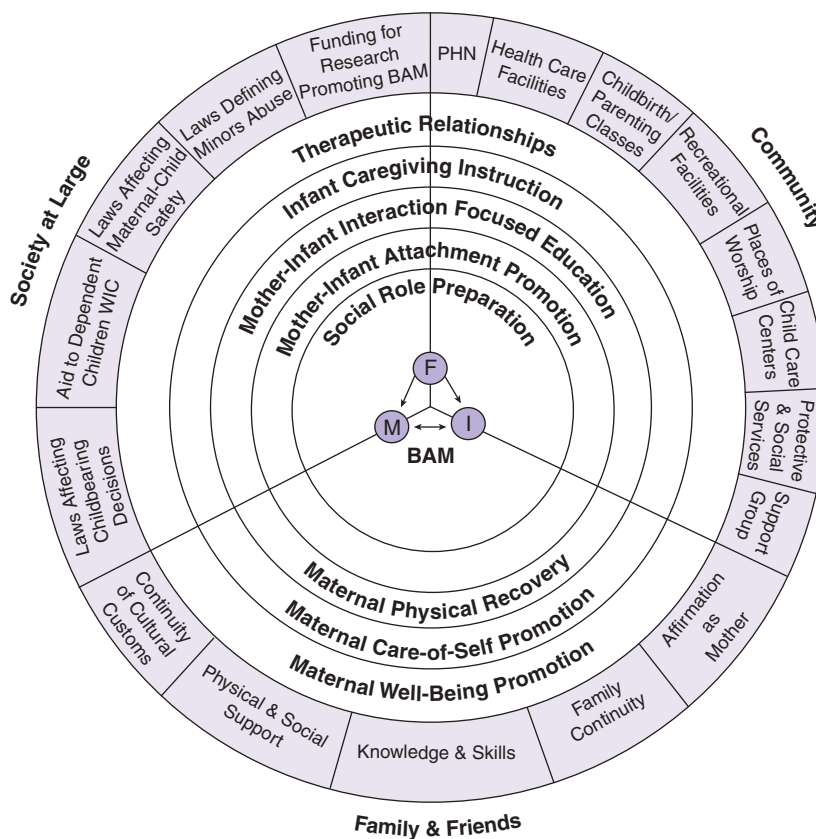 Society at Large
Community
Family & Friends
Laws Affecting
Childbearing
Decisions
Aid to Dependent
Children WIC
Laws Affecting
Maternal-Child
Safety
Laws Defining
Minors Abuse
Funding for
Research
Promoting BAM
PHN
Health Care
Facilities
Childbirth/
Parenting
Classes
Recreational
Facilities
Places of
Worship
Child Care
Centers
Protective
& Social
Services
Support
Group
Affirmation
as
Mother
Family
Continuity
Knowledge & Skills
Physical & Social
Support
Continuity
of Cultural
Customs
Therapeutic Relationships
Infant Caregiving Instruction
Mother-Infant Interaction Focused Education
Mother-Infant Attachment Promotion
Social Role Preparation
F
M
I
BAM
Maternal Physical Recovery
Maternal Care-of-Self Promotion
Maternal Well-Being Promotion